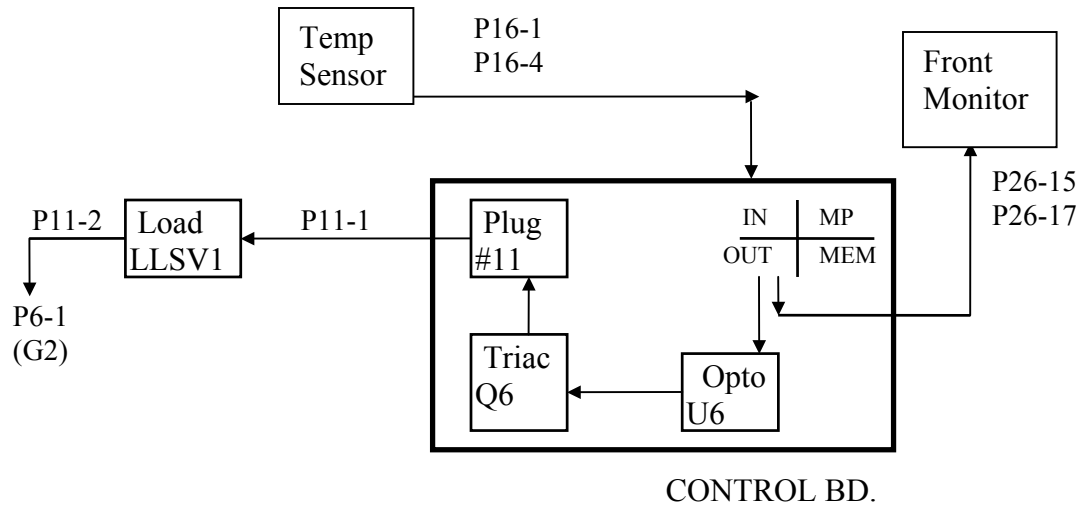 Temp
Sensor
P16-1
P16-4
Front
Monitor
P26-15
P26-17
P11-2
Load
LLSV1
P11-1
Plug
#11
IN
MP
OUT
MEM
P6-1
(G2)
Triac
Q6
Opto
U6
CONTROL BD.